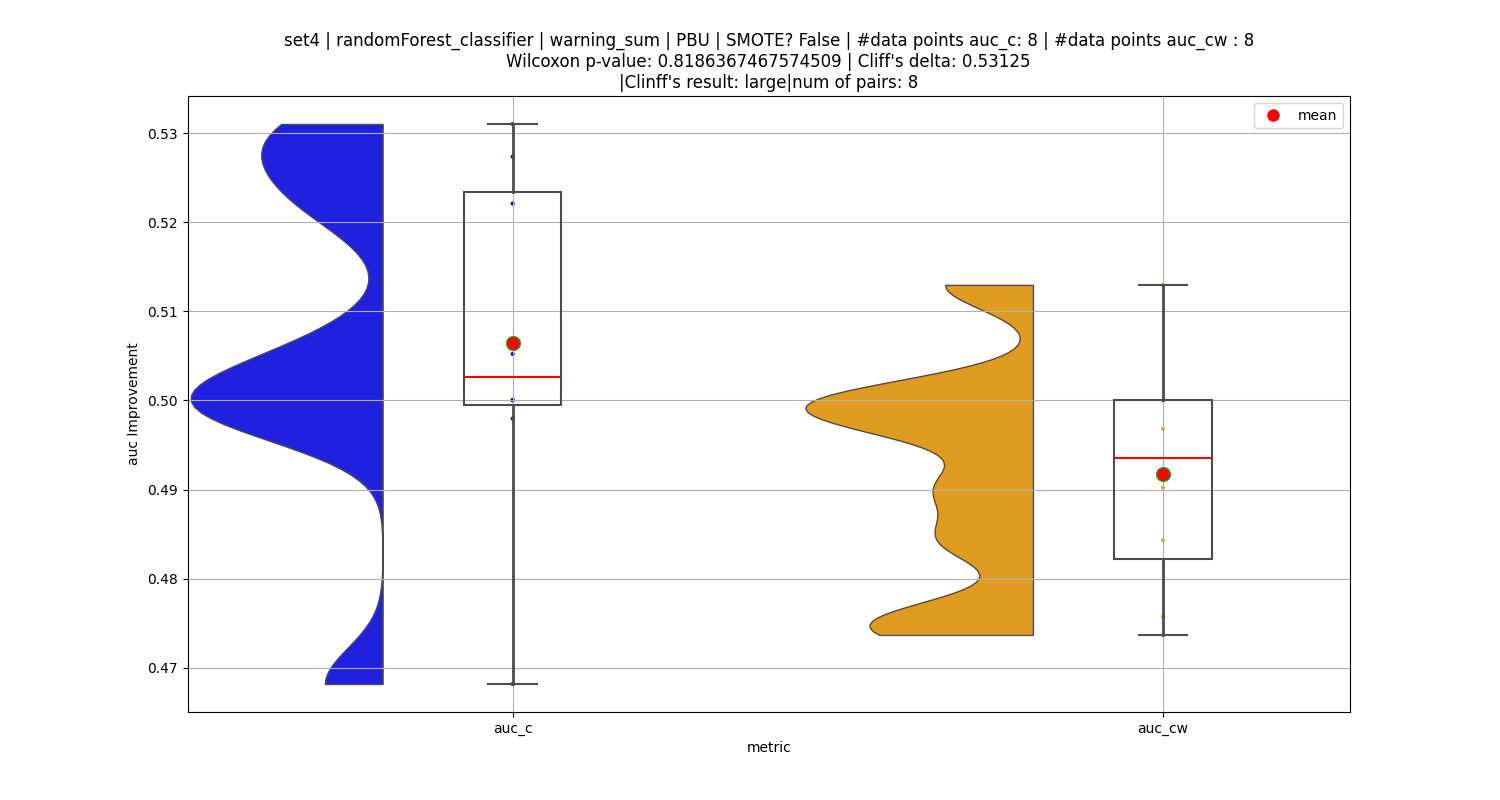 set4 | randomForest_classifier | warning_sum | PBU | SMOTE? False | #data points auc_c: 8 | #data points auc_cw : 8
Wilcoxon p-value: 0.8186367467574509 | Cliff's delta: 0.53125
|Clinff's result: large|num of pairs: 8
mean
0.53
0.52
0.51
0.50
0.49
0.48
0.47
auc Improvement
auc_c
auc_cw
metric